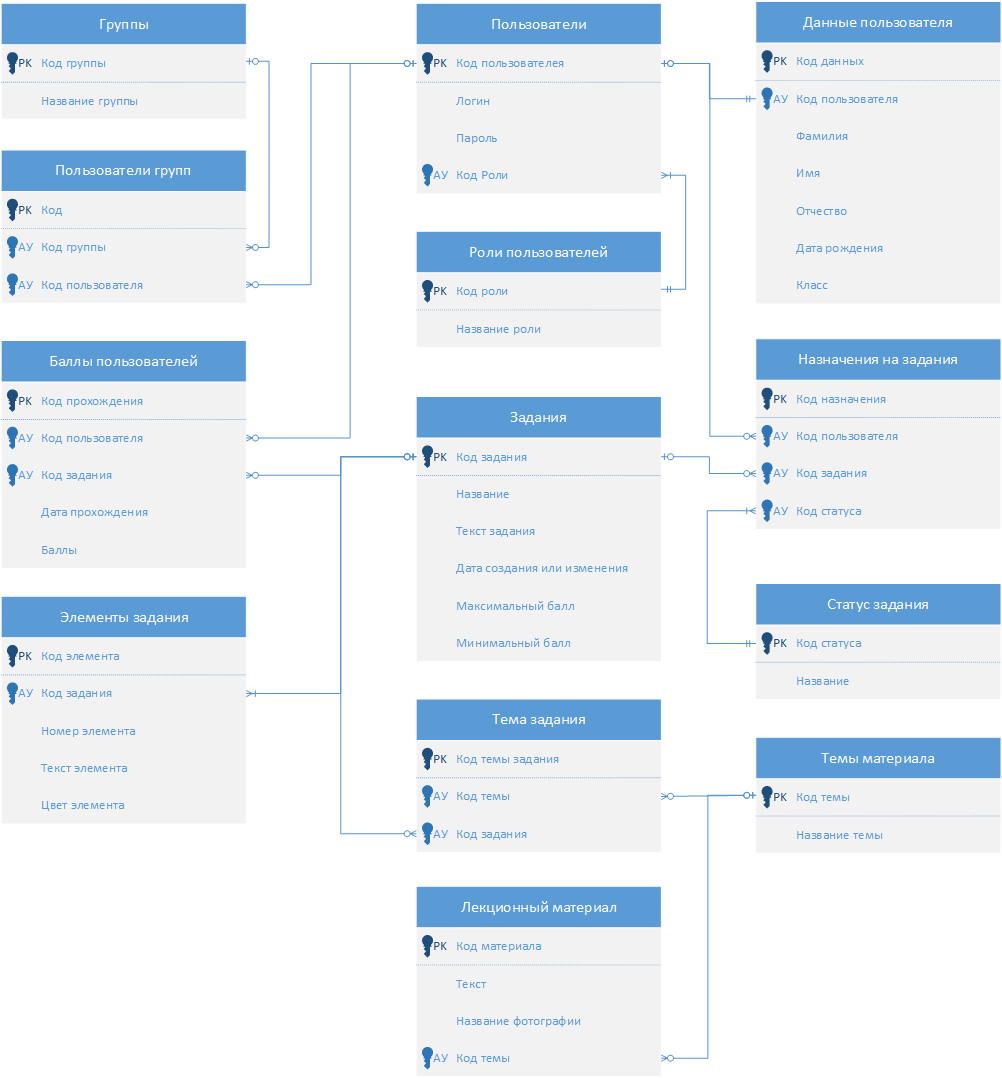 Группы
PK Код группы
Название группы
Пользователи групп
PK Код
АУ Код группы
АУ Код пользователя
Баллы пользователей
PK Код прохождения
АУ Код пользователя
АУ Код задания
Дата прохождения
Баллы
Элементы задания
PK Код элемента
АУ Код задания
Номер элемента
Текст элемента
Цвет элемента
Пользователи
PK Код пользователея
Логин
Пароль
АУ Код Роли
Роли пользователей
PK Код роли
Название роли
Задания
PK Код задания
Название
Текст задания
Дата создания или изменения
Максимальный балл
Минимальный балл
Тема задания
PK Код темы задания
АУ Код темы
АУ Код задания
Лекционный материал
PK Код материала
Текст
Название фотографии
АУ Код темы
Данные пользователя
PK Код данных
АУ Код пользователя
Фамилия
Имя
Отчество
Дата рождения
Класс
Назначения на задания
PK Код назначения
АУ Код пользователя
АУ Код задания
АУ Код статуса
Статус задания
PK Код статуса
Название
Темы материала
PK Код темы
Название темы